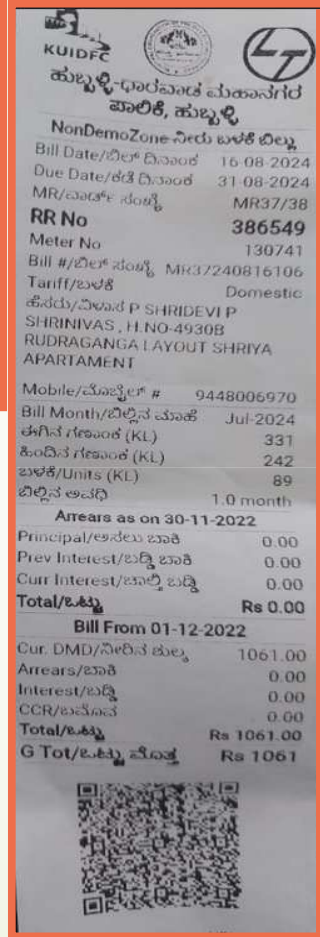 KUIDFC
ಹುಬ್ಬಳ್ಳಿ-ಧಾರವಾಡ ಮಹಾನಗರ
ಪಾಲಿಕೆ, ಹುಬ್ಬಳ್ಳಿ
NonDemoZone-ನೀರು ಬಳಕೆ ಬಿಲ್ಲು
Bill Date/ಬಿಲ್ ದಿನಾಂಕ 16-08-2024
Due Date/ಕಡೆ ದಿನಾಂಕ 31-08-2024
MR/ವಾರ್ಡ್ ಸಂಖ್ಯೆ MR37/38
RR No 386549
Meter No 130741
Bill #/ಬಿಲ್ ಸಂಖ್ಯೆ MR37240816106
Tariff/ಬಳಕೆ Domestic
ಹೆಸರು/ವಿಳಾಸ P SHRIDEVI P
SHRINIVAS , H.NO-4930B
RUDRAGANGA LAYOUT SHRIYA
APARTAMENT
Mobile/ಮೊಬೈಲ್ # 9448006970
Bill Month/ಬಿಲ್ಲಿನ ಮಾಹೆ Jul-2024
ಈಗಿನ ಗಣಾಂಕ (KL) 331
ಹಿಂದಿನ ಗಣಾಂಕ (KL) 242
ಬಳಕೆ/Units (KL) 89
ಬಿಲ್ಲಿನ ಅವಧಿ 1.0 month
Arrears as on 30-11-2022
Principal/ಅಸಲು ಬಾಕಿ 0.00
Prev Interest/ಬಡ್ಡಿ ಬಾಕಿ 0.00
Curr Interest/ಚಾಲ್ತಿ ಬಡ್ಡಿ 0.00
Total/ಒಟ್ಟು Rs 0.00
Bill From 01-12-2022
Cur. DMD/ನೀರಿನ ಶುಲ್ಕ 1061.00
Arrears/ಬಾಕಿ 0.00
Interest/ಬಡ್ಡಿ 0.00
CCR/ಜಮೆಯ 0.00
Total/ಒಟ್ಟು Rs 1061.00
G Tot/ಒಟ್ಟು ಮೊತ್ತ Rs 1061